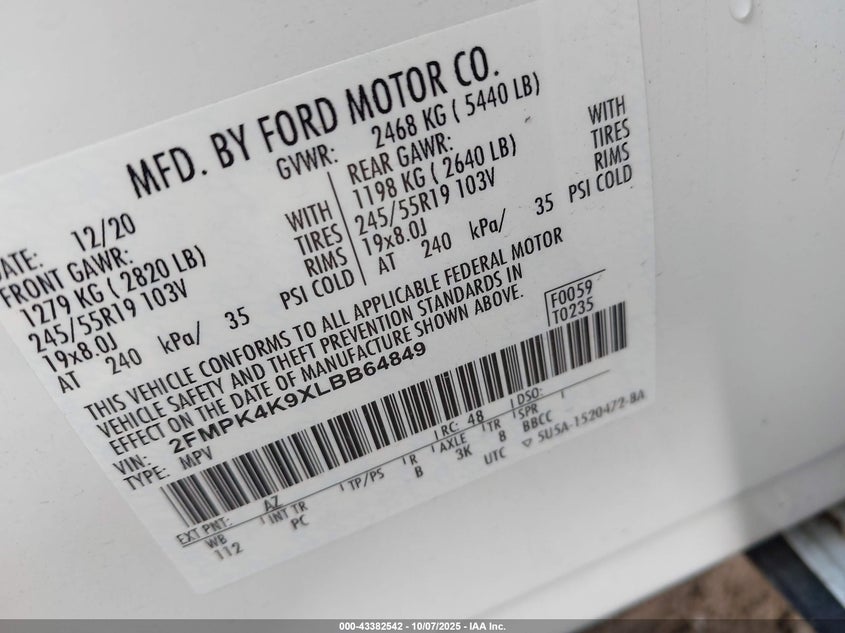 MFD. BY FORD MOTOR CO.
DATE: 12/20
GVWR: 2468 KG ( 5440 LB)
FRONT GAWR:
1279 KG ( 2820 LB)
245/55R19 103V
19x8.0J
AT 240 kPa/ 35 PSI COLD
WITH
TIRES
RIMS
REAR GAWR:
1198 KG ( 2640 LB)
245/55R19 103V
19x8.0J
AT 240 kPa/ 35 PSI COLD
WITH
TIRES
RIMS
THIS VEHICLE CONFORMS TO ALL APPLICABLE FEDERAL MOTOR
VEHICLE SAFETY AND THEFT PREVENTION STANDARDS IN
EFFECT ON THE DATE OF MANUFACTURE SHOWN ABOVE.
VIN: 2FMPK4K9XLBB64849
TYPE: MPV
F0059
T0235
EXT PNT: AZ RC: 48 DSO:
WB INT TR TP/PS R AXLE TR SPR
112 PC B 3K 8 BBCC
UTC ▽ 5U5A-1520472-BA
000-43382542 - 10/07/2025 - IAA Inc.